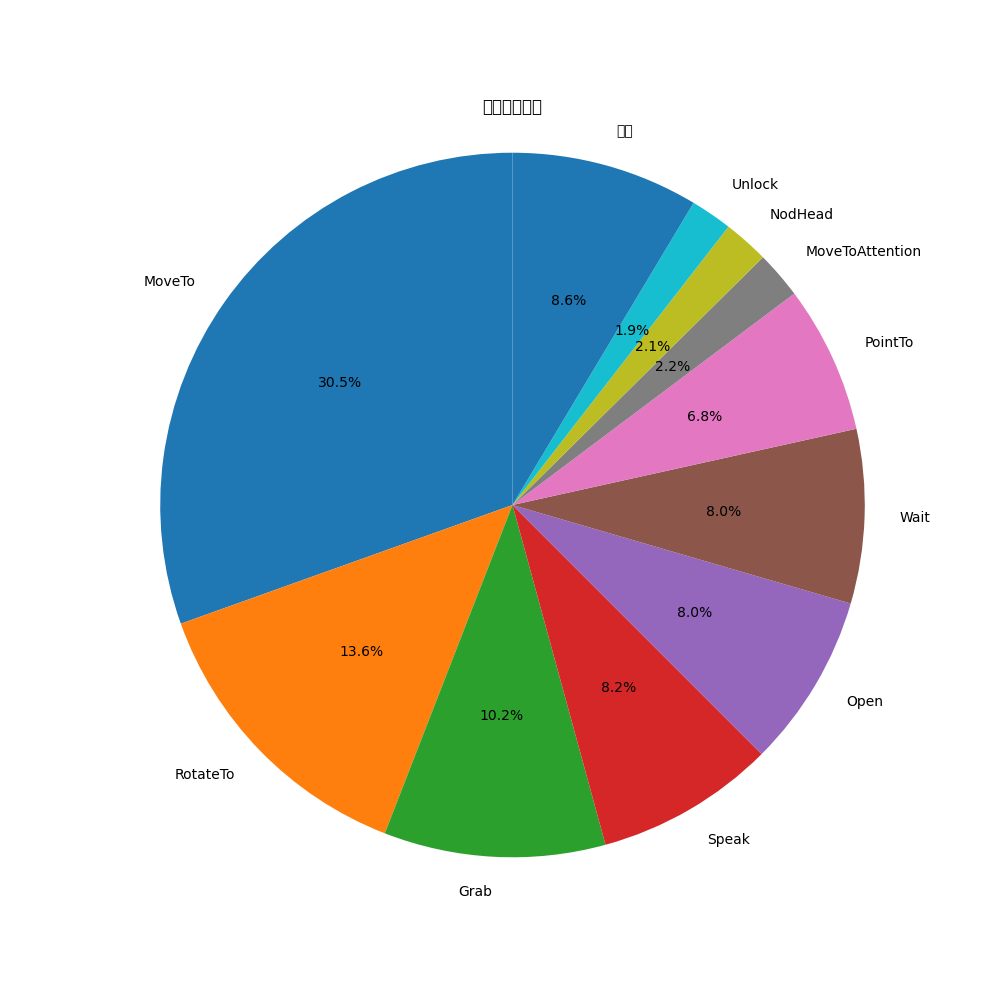 Unlock
NodHead
MoveToAttention
PointTo
Wait
Open
Speak
Grab
RotateTo
MoveTo
8.6%
1.9%
2.1%
2.2%
6.8%
8.0%
8.0%
8.2%
10.2%
13.6%
30.5%